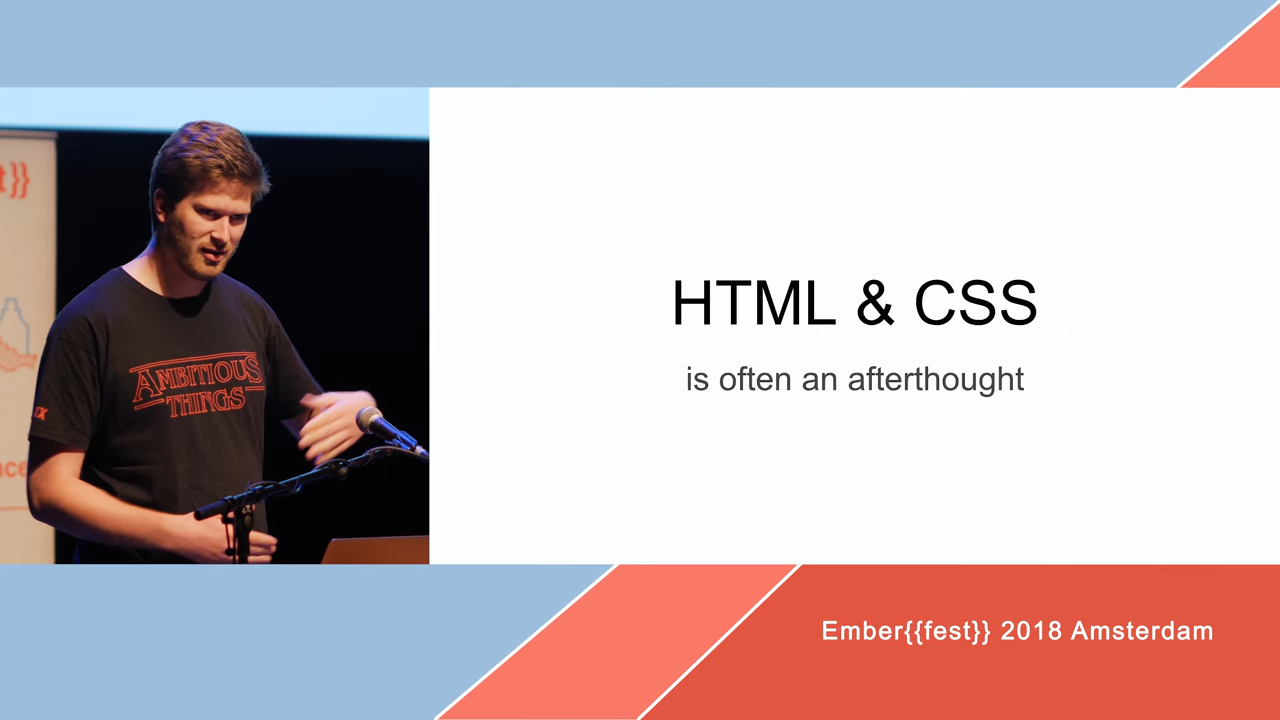 t}}
AMBITIOUS
THINGS
HTML & CSS
is often an afterthought
Ember{{fest}} 2018 Amsterdam